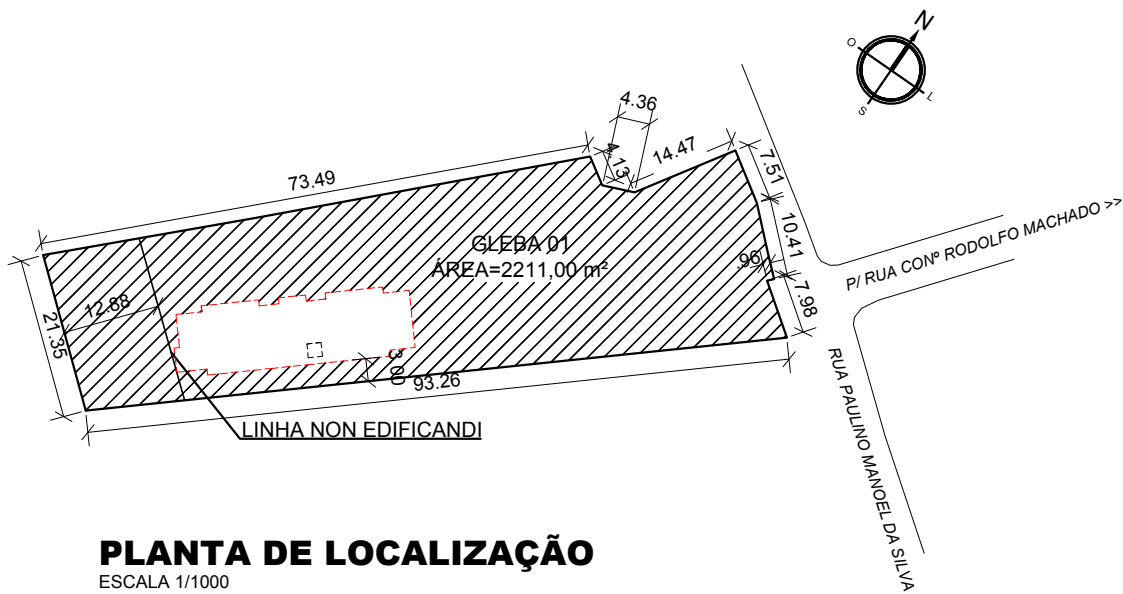 N
O
L
S
4.36
4.13
14.47
73.49
7.51
10.41
.96
7.98
GLEBA 01
ÁREA=2211,00 m²
P/ RUA CONº RODOLFO MACHADO >>
12.88
21.35
3.00
93.26
LINHA NON EDIFICANDI
RUA PAULINO MANOEL DA SILVA
PLANTA DE LOCALIZAÇÃO
ESCALA 1/1000